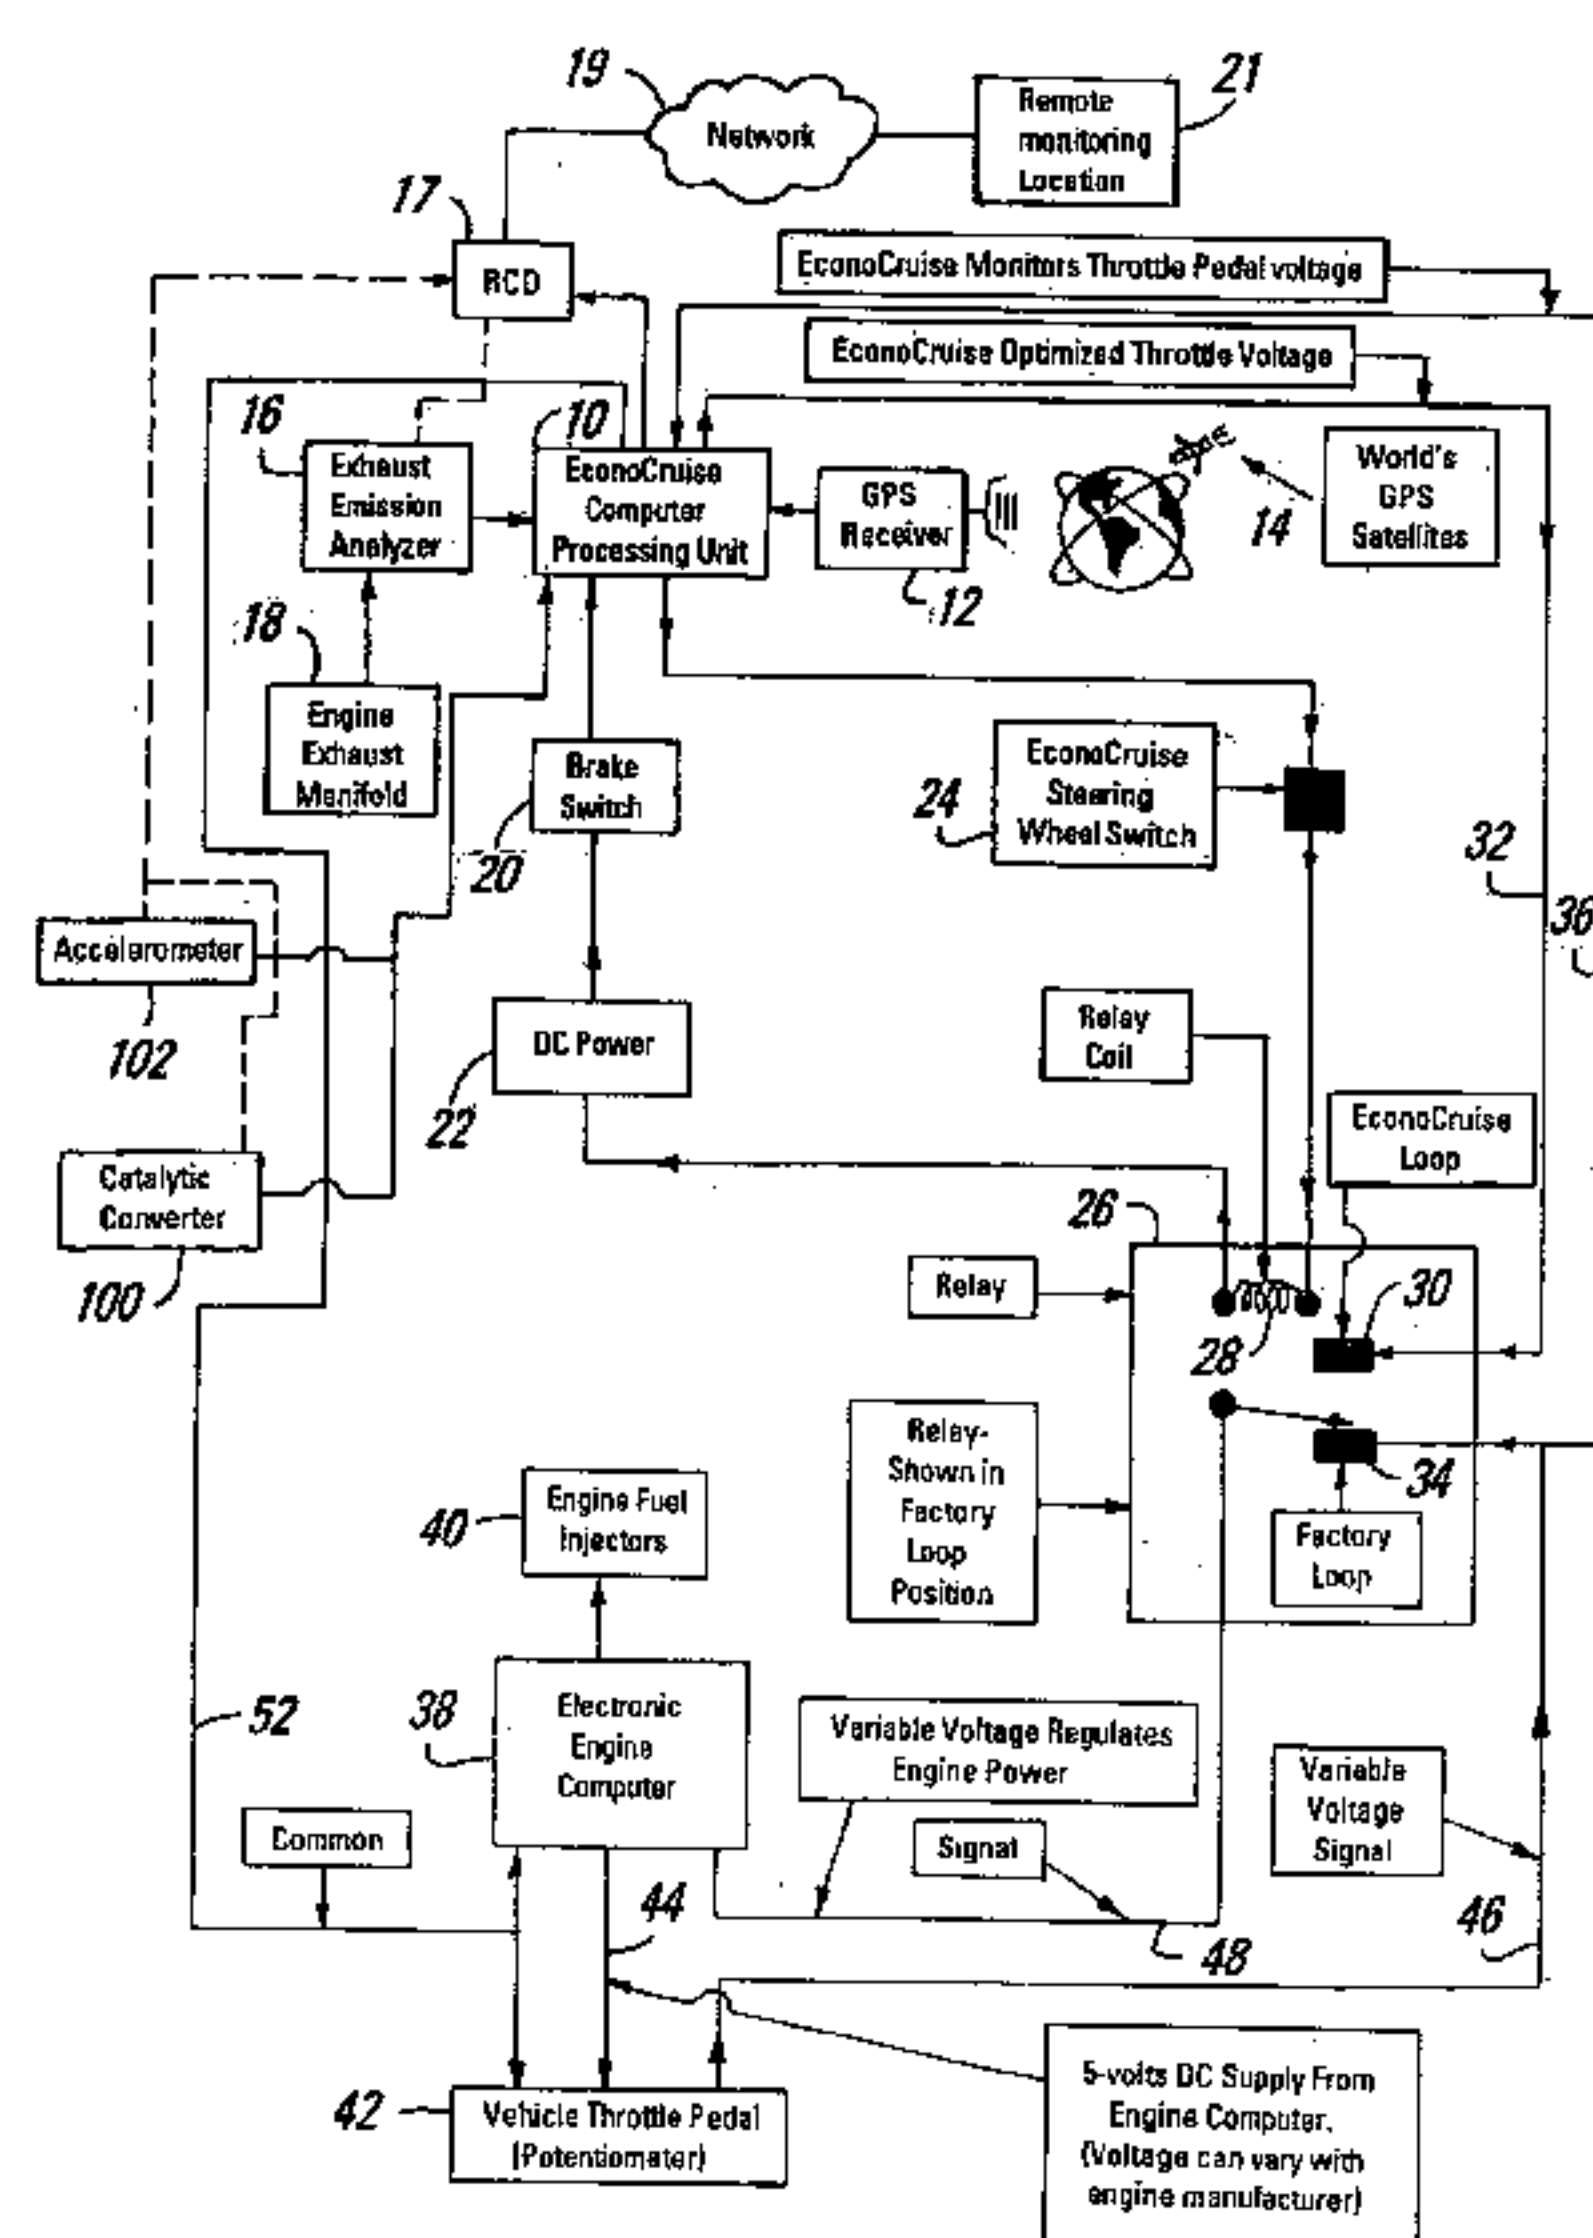 19
Network
Remote
monitoring
Location
21
17
RCD
EconoCruise Monitors Throttle Pedal voltage
EconoCruise Optimized Throttle Voltage
16
Exhaust
Emission
Analyzer
10
EconoCruise
Computer
Processing Unit
GPS
Receiver
12
14
World's
GPS
Satellites
18
Engine
Exhaust
Manifold
Brake
Switch
20
24
EconoCruise
Steering
Wheel Switch
32
36
Accelerometer
102
DC Power
22
Relay
Coil
EconoCruise
Loop
Catalytic
Converter
100
26
Relay
28
30
Relay-
Shown in
Factory
Loop
Position
34
Factory
Loop
40
Engine Fuel
Injectors
52
38
Electronic
Engine
Computer
Variable Voltage Regulates
Engine Power
Variable
Voltage
Signal
Common
Signal
44
48
46
42
Vehicle Throttle Pedal
(Potentiometer)
5-volts DC Supply From
Engine Computer.
(Voltage can vary with
engine manufacturer)